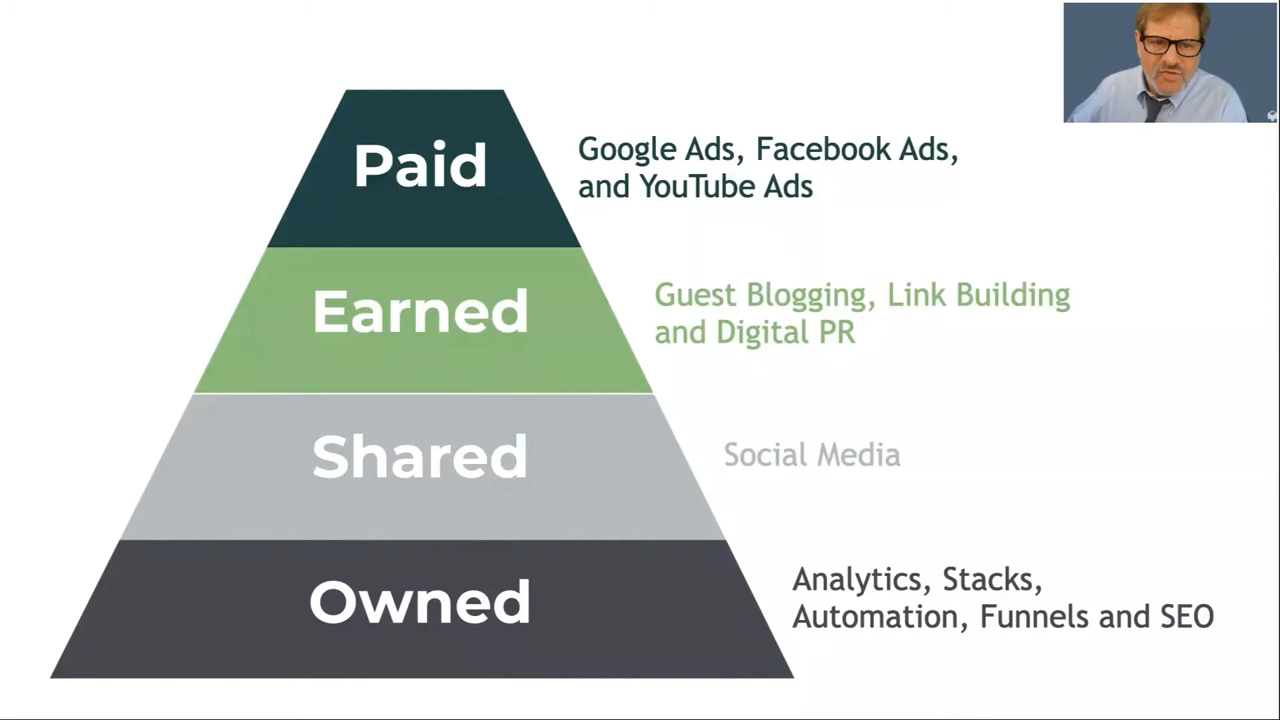 Paid
Google Ads, Facebook Ads,
and YouTube Ads
Earned
Guest Blogging, Link Building
and Digital PR
Shared
Social Media
Owned
Analytics, Stacks,
Automation, Funnels and SEO